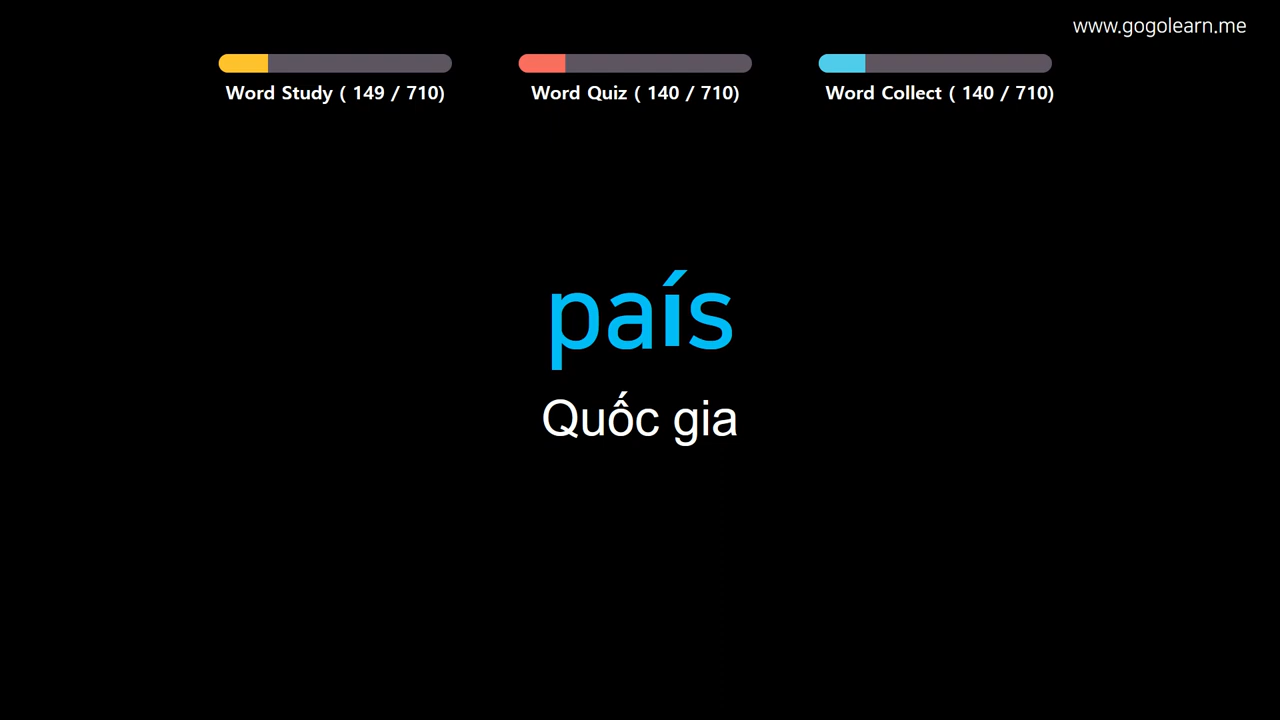 www.gogolearn.me
Word Study ( 149 / 710)
Word Quiz ( 140 / 710)
Word Collect ( 140 / 710)
país
Quốc gia